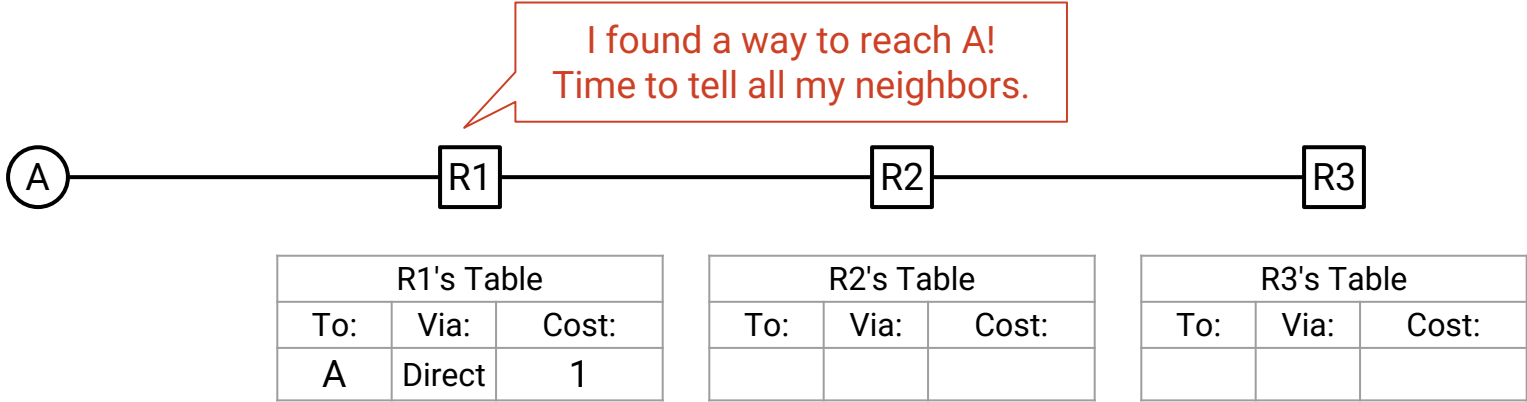 I found a way to reach A!
Time to tell all my neighbors.
A R1 R2 R3
R1's Table
To: Via: Cost:
A Direct 1
R2's Table
To: Via: Cost:
R3's Table
To: Via: Cost: